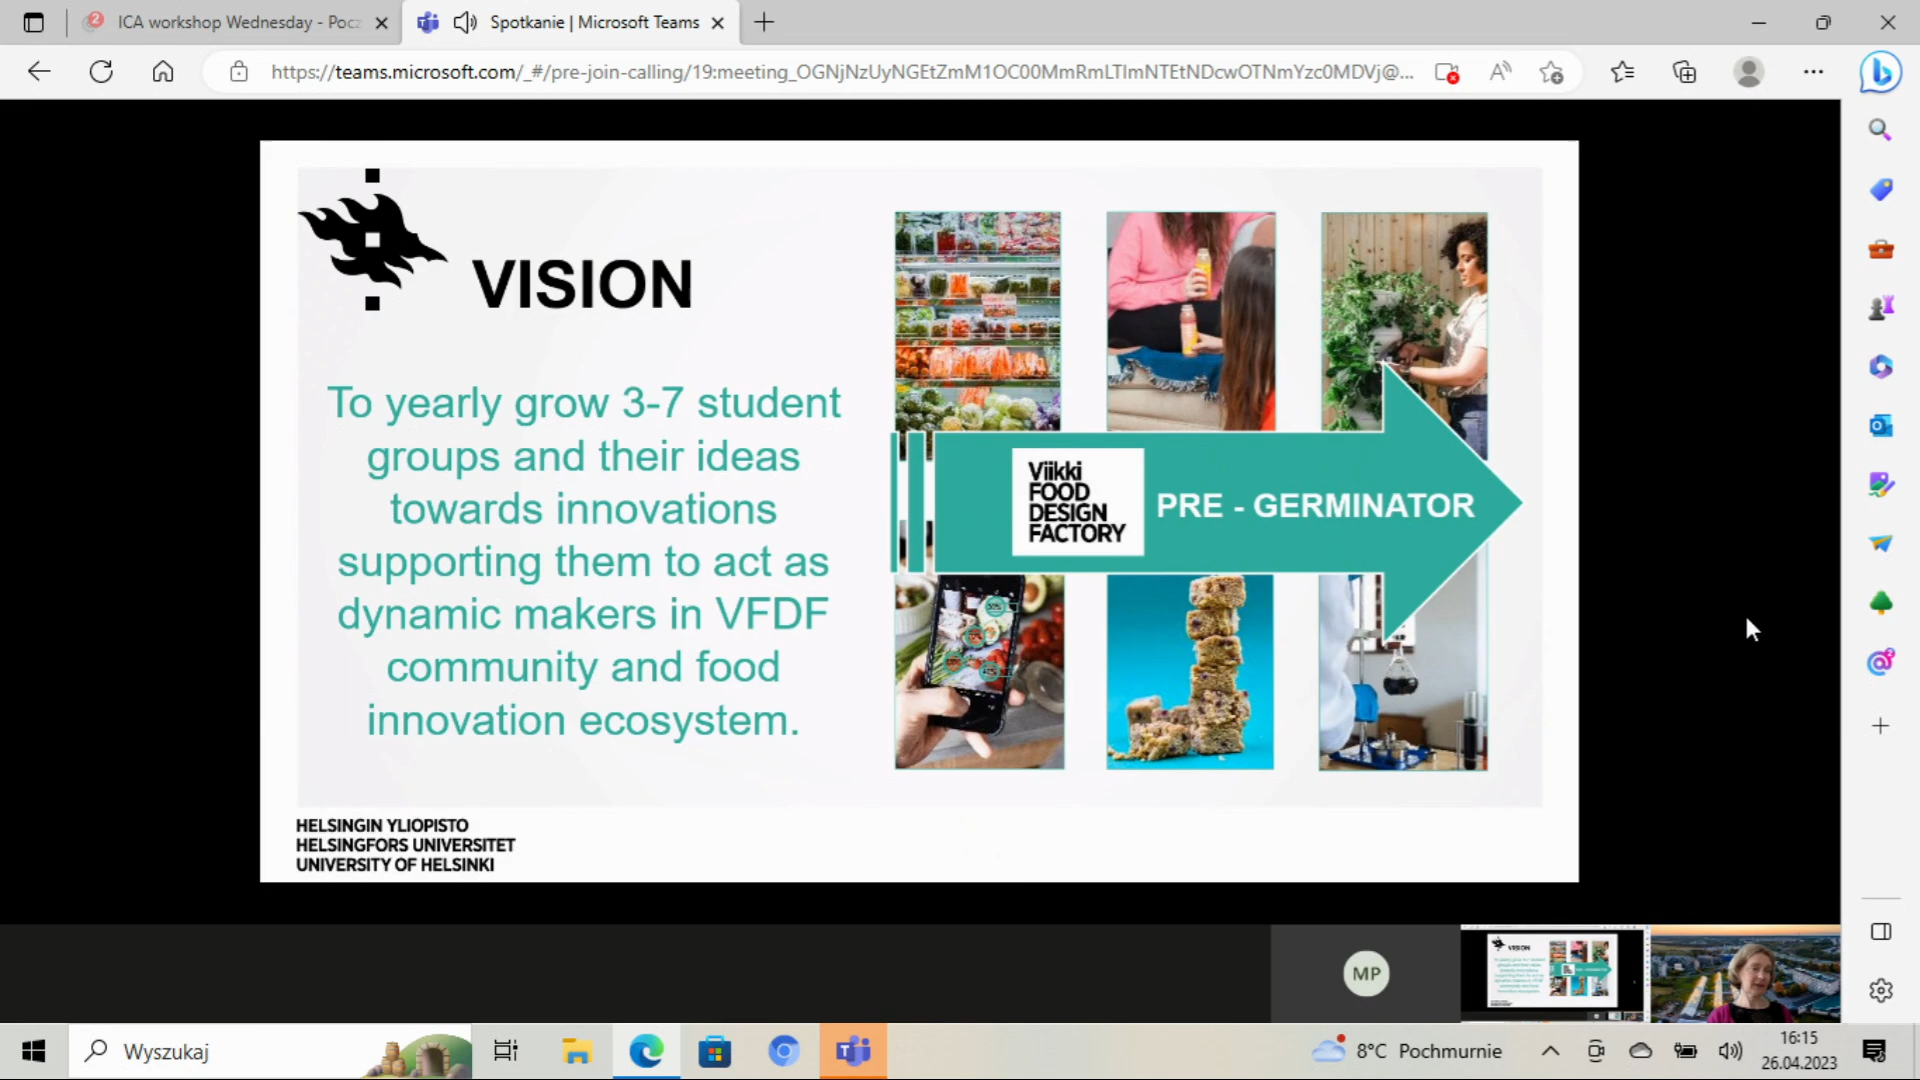 ICA workshop Wednesday - Pocz
Spotkanie | Microsoft Teams
https://teams.microsoft.com/_#/pre-join-calling/19:meeting_OGNjNzUyNGEtZmM1OC00MmRmLTlmNTEtNDcwOTNmYzc0MDVj@...
VISION
To yearly grow 3-7 student
groups and their ideas
towards innovations
supporting them to act as
dynamic makers in VFDF
community and food
innovation ecosystem.
Viikki
FOOD
DESIGN
FACTORY
PRE - GERMINATOR
HELSINGIN YLIOPISTO
HELSINGFORS UNIVERSITET
UNIVERSITY OF HELSINKI
MP
VISION
Wyszukaj
8°C Pochmurnie
16:15
26.04.2023